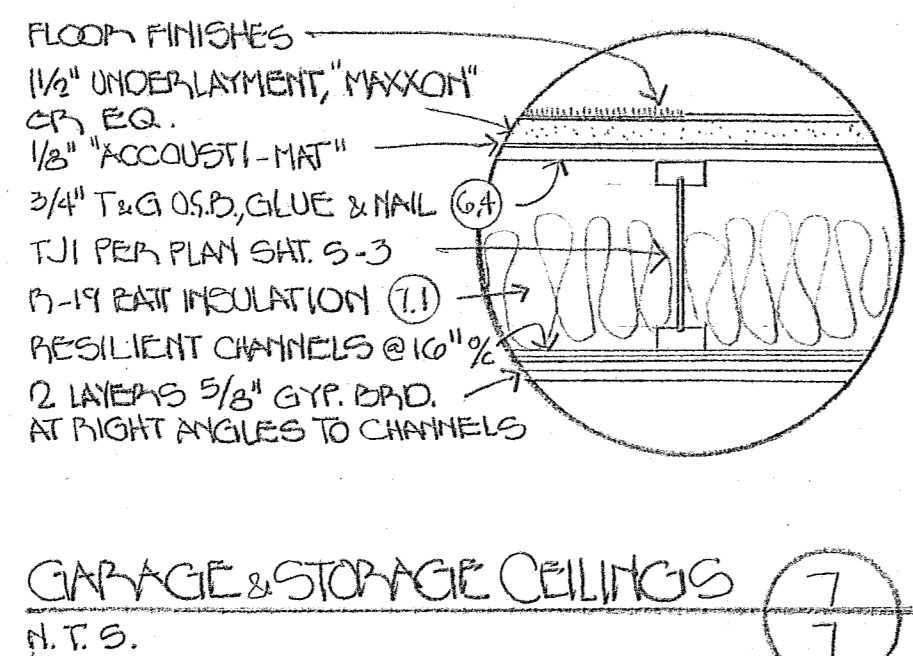 FLOOR FINISHES
1 1/2" UNDERLAYMENT, "MAXXON"
OR EQ.
1/8" "ACCOUSTI-MAT"
3/4" T&G O.S.B., GLUE & NAIL 6.4
TJI PER PLAN SHT. S-3
R-19 BATT INSULATION 7.1
RESILIENT CHANNELS @ 16" o/c
2 LAYERS 5/8" GYP. BRD.
AT RIGHT ANGLES TO CHANNELS
GARAGE & STORAGE CEILINGS
7
7
N.T.S.